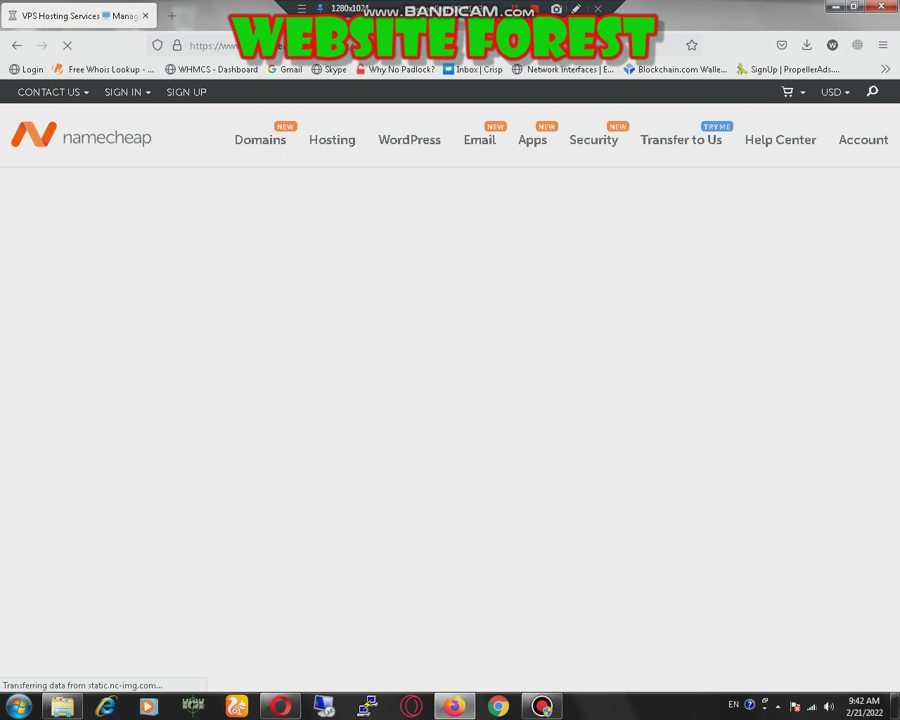 VPS Hosting Services Manag
1280x1024
www.BANDICAM.com
WEBSITE FOREST
https://ww
Login
Free Whois Lookup - ...
WHMCS - Dashboard
Gmail
Skype
Why No Padlock?
Inbox | Crisp
Network interfaces | E...
Blockchain.com Walle...
SignUp | PropellerAds....
CONTACT US
SIGN IN
SIGN UP
USD
namecheap
NEW
NEW
NEW
NEW
TRY ME
Domains
Hosting
WordPress
Email
Apps
Security
Transfer to Us
Help Center
Account
Transferring data from static.nc-img.com...
EN
9:42 AM
2/21/2022